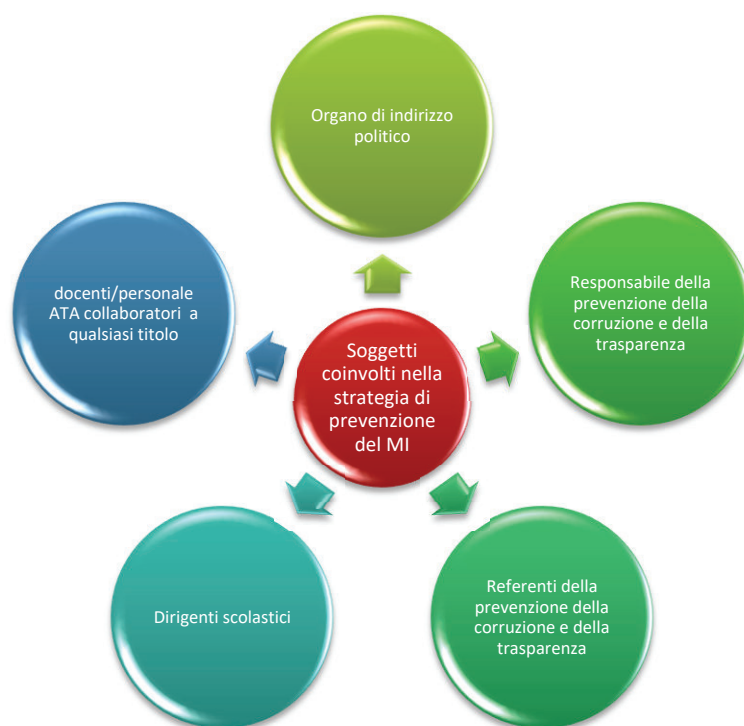 Organo di indirizzo
politico
docenti/personale
ATA collaboratori a
qualsiasi titolo
Responsabile della
prevenzione della
corruzione e della
trasparenza
Soggetti
coinvolti nella
strategia di
prevenzione
del MI
Dirigenti scolastici
Referenti della
prevenzione della
corruzione e della
trasparenza